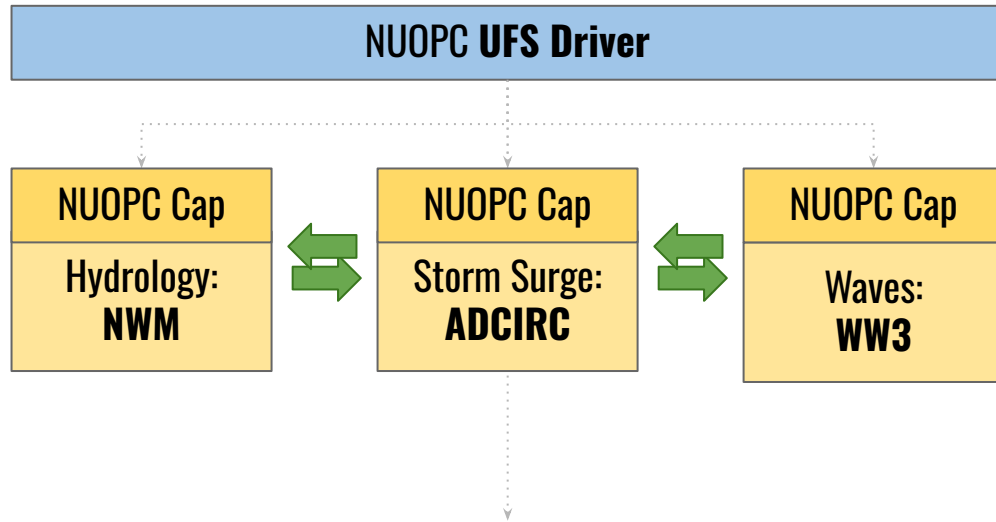 NUOPC UFS Driver
NUOPC Cap
Hydrology:
NWM
NUOPC Cap
Storm Surge:
ADCIRC
NUOPC Cap
Waves:
WW3